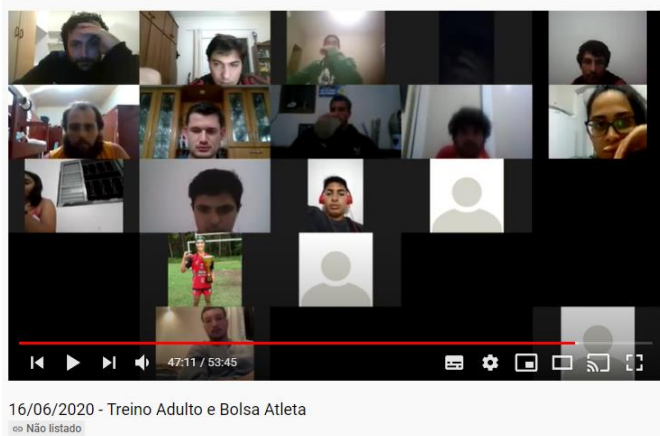 47:11 / 53:45
16/06/2020 - Treino Adulto e Bolsa Atleta
Não listado